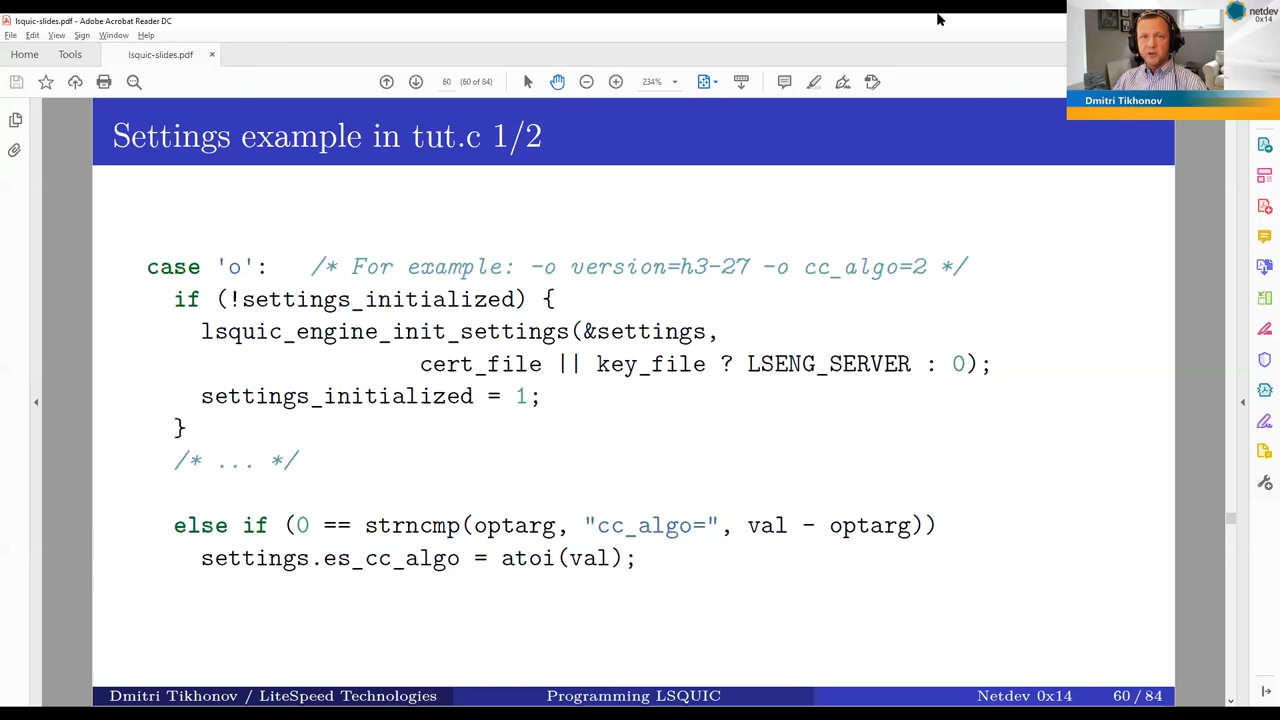 lsquic-slides.pdf - Adobe Acrobat Reader DC
File Edit View Sign Window Help
Home Tools lsquic-slides.pdf ×
60 (60 of 84) 234%
netdev
0x14
Dmitri Tikhonov
Settings example in tut.c 1/2
case 'o': /* For example: -o version=h3-27 -o cc_algo=2 */
if (!settings_initialized) {
lsquic_engine_init_settings(&settings,
cert_file || key_file ? LSENG_SERVER : 0);
settings_initialized = 1;
}
/* ... */
else if (0 == strncmp(optarg, "cc_algo=", val - optarg))
settings.es_cc_algo = atoi(val);
Dmitri Tikhonov / LiteSpeed Technologies Programming LSQUIC Netdev 0x14 60 / 84